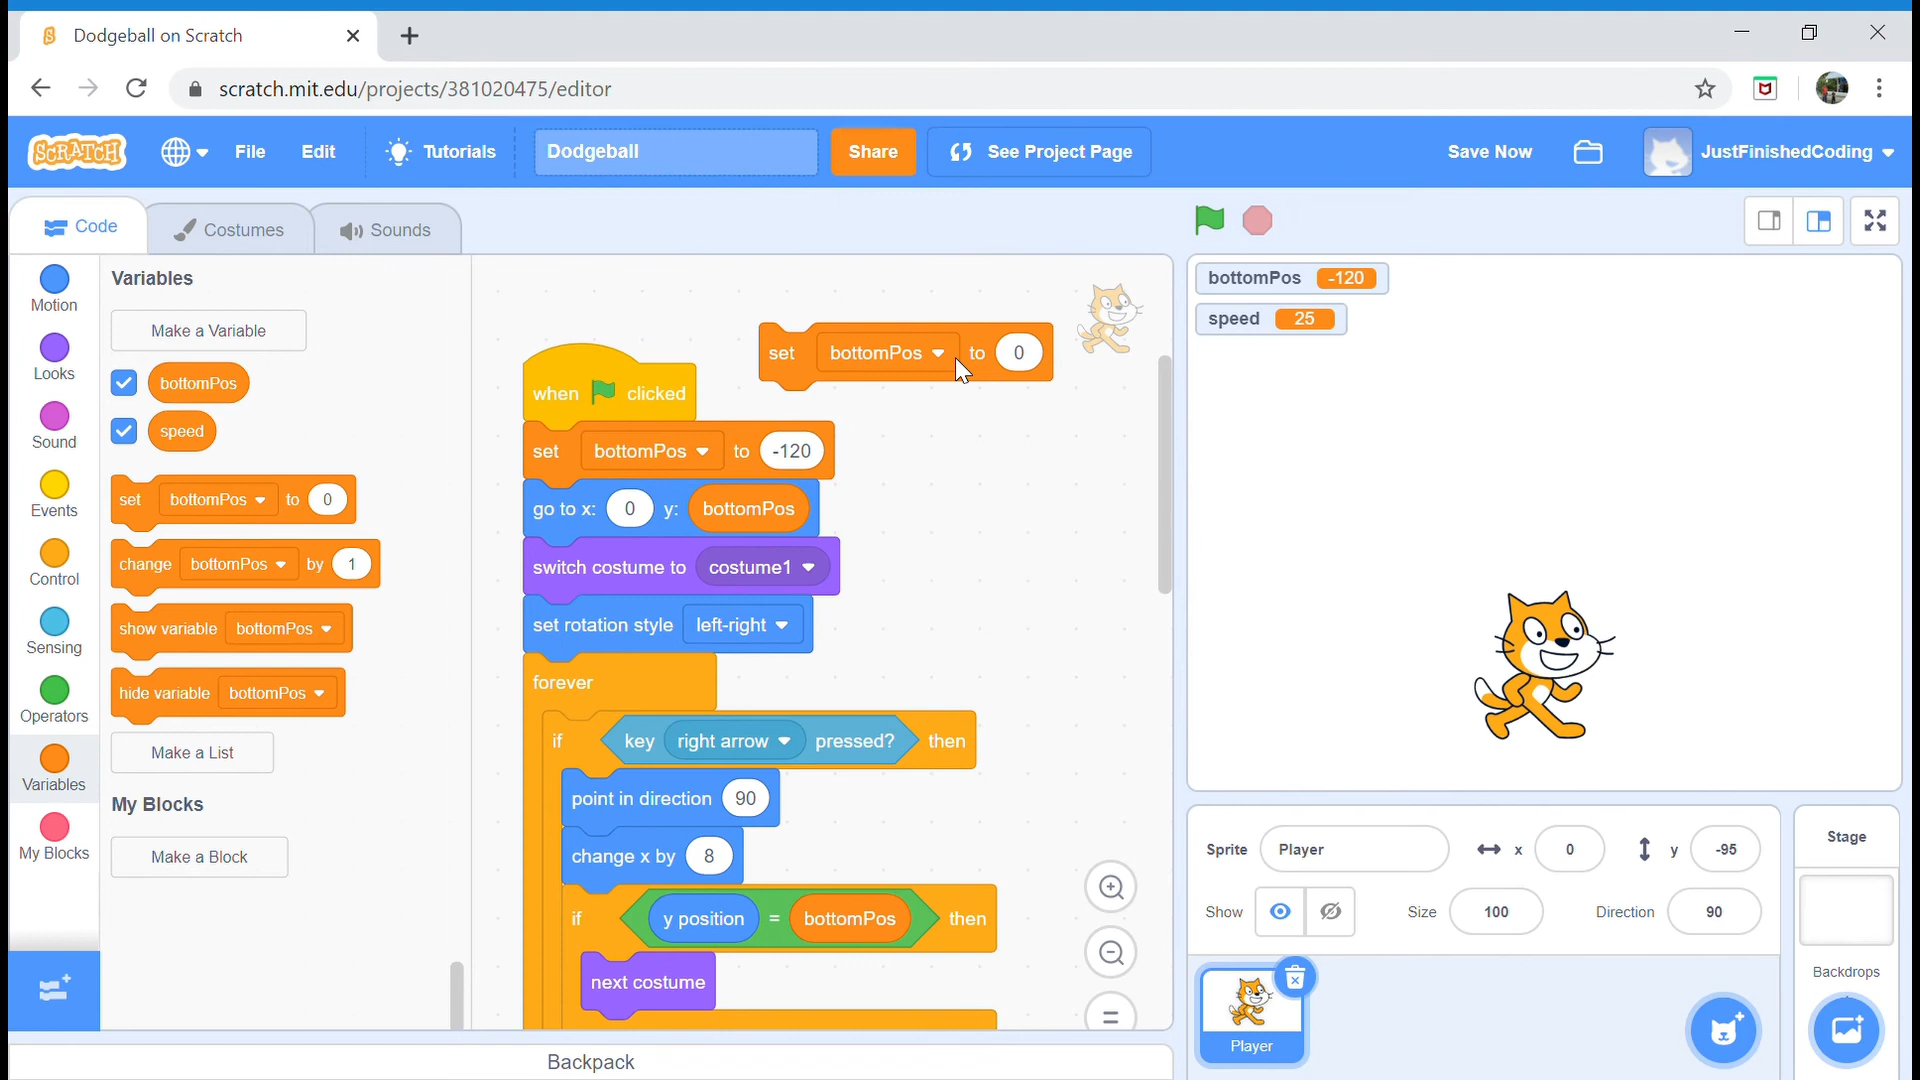 Dodgeball on Scratch
scratch.mit.edu/projects/381020475/editor
SCRATCH
File
Edit
Tutorials
Dodgeball
Share
See Project Page
Save Now
JustFinishedCoding
Code
Costumes
Sounds
Motion
Looks
Sound
Events
Control
Sensing
Operators
Variables
My Blocks
Variables
Make a Variable
bottomPos
speed
set bottomPos to 0
change bottomPos by 1
show variable bottomPos
hide variable bottomPos
Make a List
My Blocks
Make a Block
set bottomPos to 0
when clicked
set bottomPos to -120
go to x: 0 y: bottomPos
switch costume to costume1
set rotation style left-right
forever
if key right arrow pressed? then
point in direction 90
change x by 8
if y position = bottomPos then
next costume
Backpack
bottomPos -120
speed 25
Sprite Player x 0 y -95
Show Size 100 Direction 90
Player
Stage
Backdrops